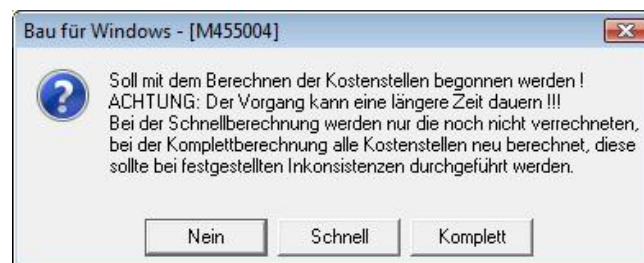 Bau für Windows - [M455004]
Soll mit dem Berechnen der Kostenstellen begonnen werden !
ACHTUNG: Der Vorgang kann eine längere Zeit dauern !!!
Bei der Schnellberechnung werden nur die noch nicht verrechneten,
bei der Komplettberechnung alle Kostenstellen neu berechnet, diese
sollte bei festgestellten Inkonsistenzen durchgeführt werden.
Nein Schnell Komplett